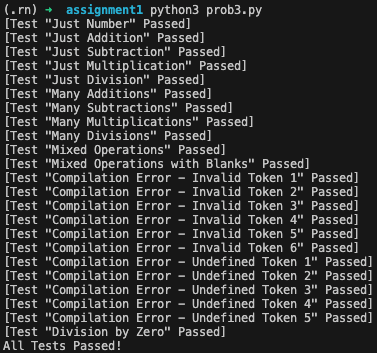 (.rn) ➜  assignment1 python3 prob3.py
[Test "Just Number" Passed]
[Test "Just Addition" Passed]
[Test "Just Subtraction" Passed]
[Test "Just Multiplication" Passed]
[Test "Just Division" Passed]
[Test "Many Additions" Passed]
[Test "Many Subtractions" Passed]
[Test "Many Multiplications" Passed]
[Test "Many Divisions" Passed]
[Test "Mixed Operations" Passed]
[Test "Mixed Operations with Blanks" Passed]
[Test "Compilation Error - Invalid Token 1" Passed]
[Test "Compilation Error - Invalid Token 2" Passed]
[Test "Compilation Error - Invalid Token 3" Passed]
[Test "Compilation Error - Invalid Token 4" Passed]
[Test "Compilation Error - Invalid Token 5" Passed]
[Test "Compilation Error - Invalid Token 6" Passed]
[Test "Compilation Error - Undefined Token 1" Passed]
[Test "Compilation Error - Undefined Token 2" Passed]
[Test "Compilation Error - Undefined Token 3" Passed]
[Test "Compilation Error - Undefined Token 4" Passed]
[Test "Compilation Error - Undefined Token 5" Passed]
[Test "Division by Zero" Passed]
All Tests Passed!